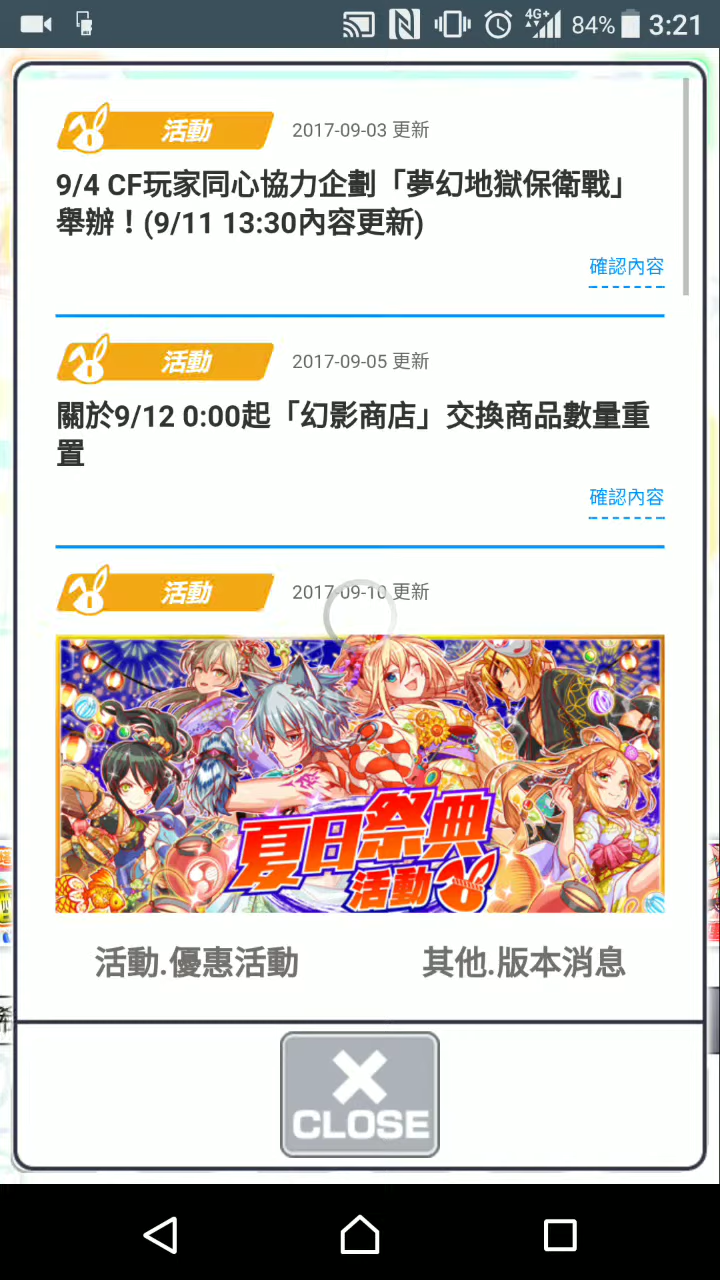 4G+ 84% 3:21
活動 2017-09-03 更新
9/4 CF玩家同心協力企劃「夢幻地獄保衛戰」
舉辦！(9/11 13:30內容更新)
確認內容
活動 2017-09-05 更新
關於9/12 0:00起「幻影商店」交換商品數量重
置
確認內容
活動 2017-09-10 更新
夏日祭典
活動
活動.優惠活動 其他.版本消息
CLOSE